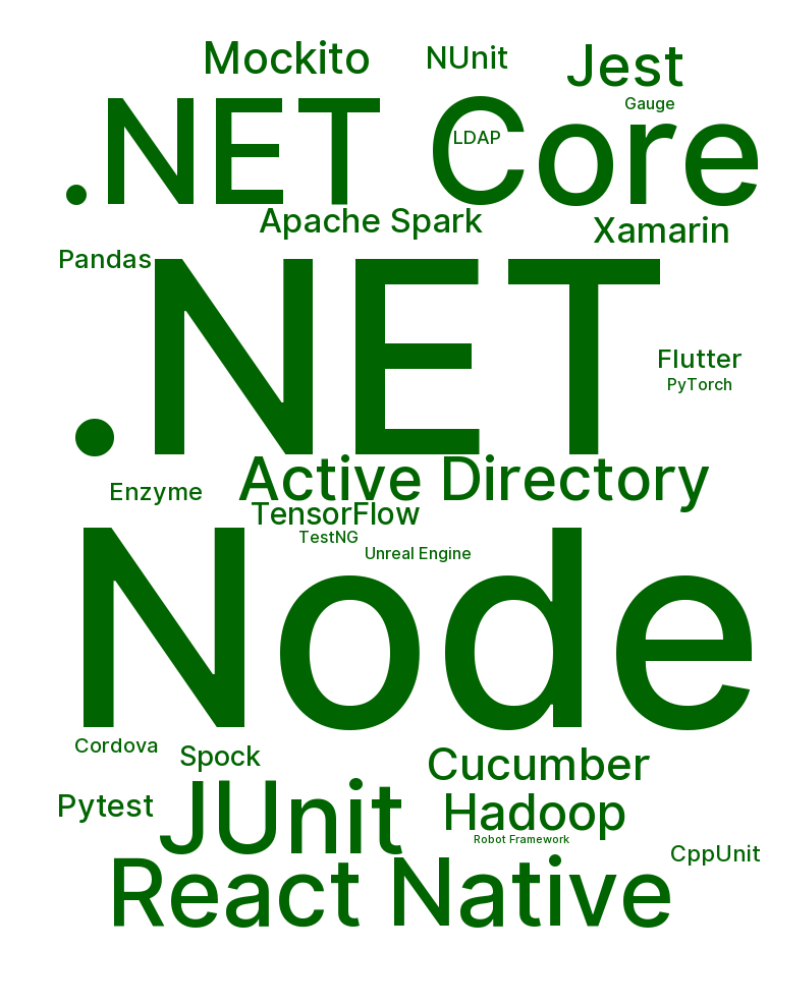 Mockito
NUnit
Jest
Gauge
.NET Core
LDAP
Apache Spark
Xamarin
Pandas
.NET
Flutter
PyTorch
Active Directory
Enzyme
TensorFlow
TestNG
Unreal Engine
Node
Cordova
Spock
Cucumber
Pytest
JUnit
Hadoop
Robot Framework
CppUnit
React Native